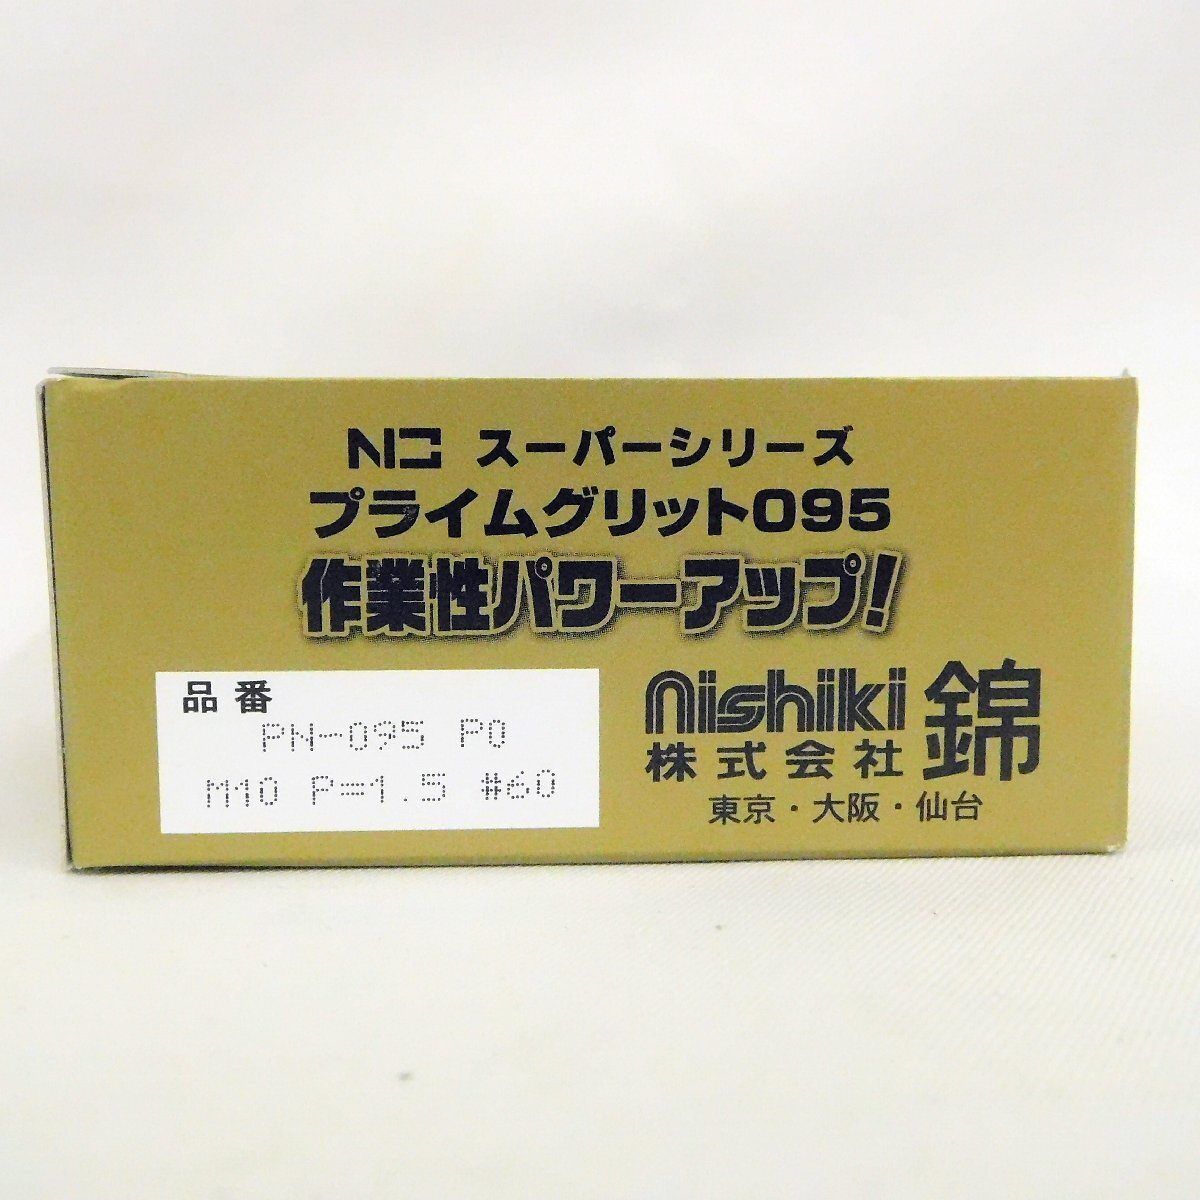 NC スーパーシリーズ
プライムグリット095
作業性パワーアップ!
品番
PN-095 P0
M10 P=1.5 #60
nishiki 錦
株式会社
東京・大阪・仙台